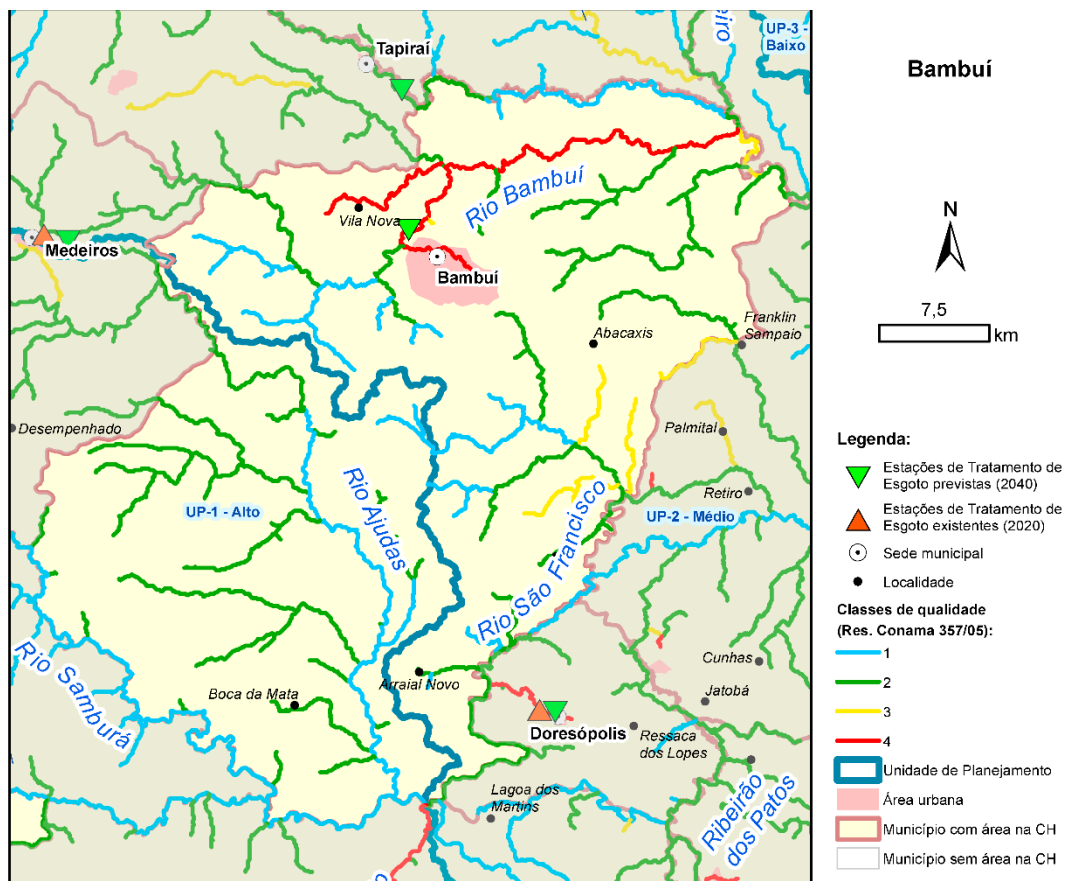 Bambuí
N
7,5
km
Legenda:
Estações de Tratamento de
Esgoto previstas (2040)
Estações de Tratamento de
Esgoto existentes (2020)
Sede municipal
Localidade
Classes de qualidade
(Res. Conama 357/05):
1
2
3
4
Unidade de Planejamento
Área urbana
Município com área na CH
Município sem área na CH
Tapiraí
eiro
UP-3 -
Baixo
Rio Bambuí
Vila Nova
Medeiros
Bambuí
Abacaxis
Franklin
Sampaio
Desempenhado
Palmital
Retiro
UP-1 - Alto
Rio Ajudas
UP-2 - Médio
Rio São Francisco
Rio Samburá
Boca da Mata
Arraial Novo
Cunhas
Jatobá
Doresópolis
Ressaca
dos Lopes
Lagoa dos
Martins
Ribeirão
dos Patos